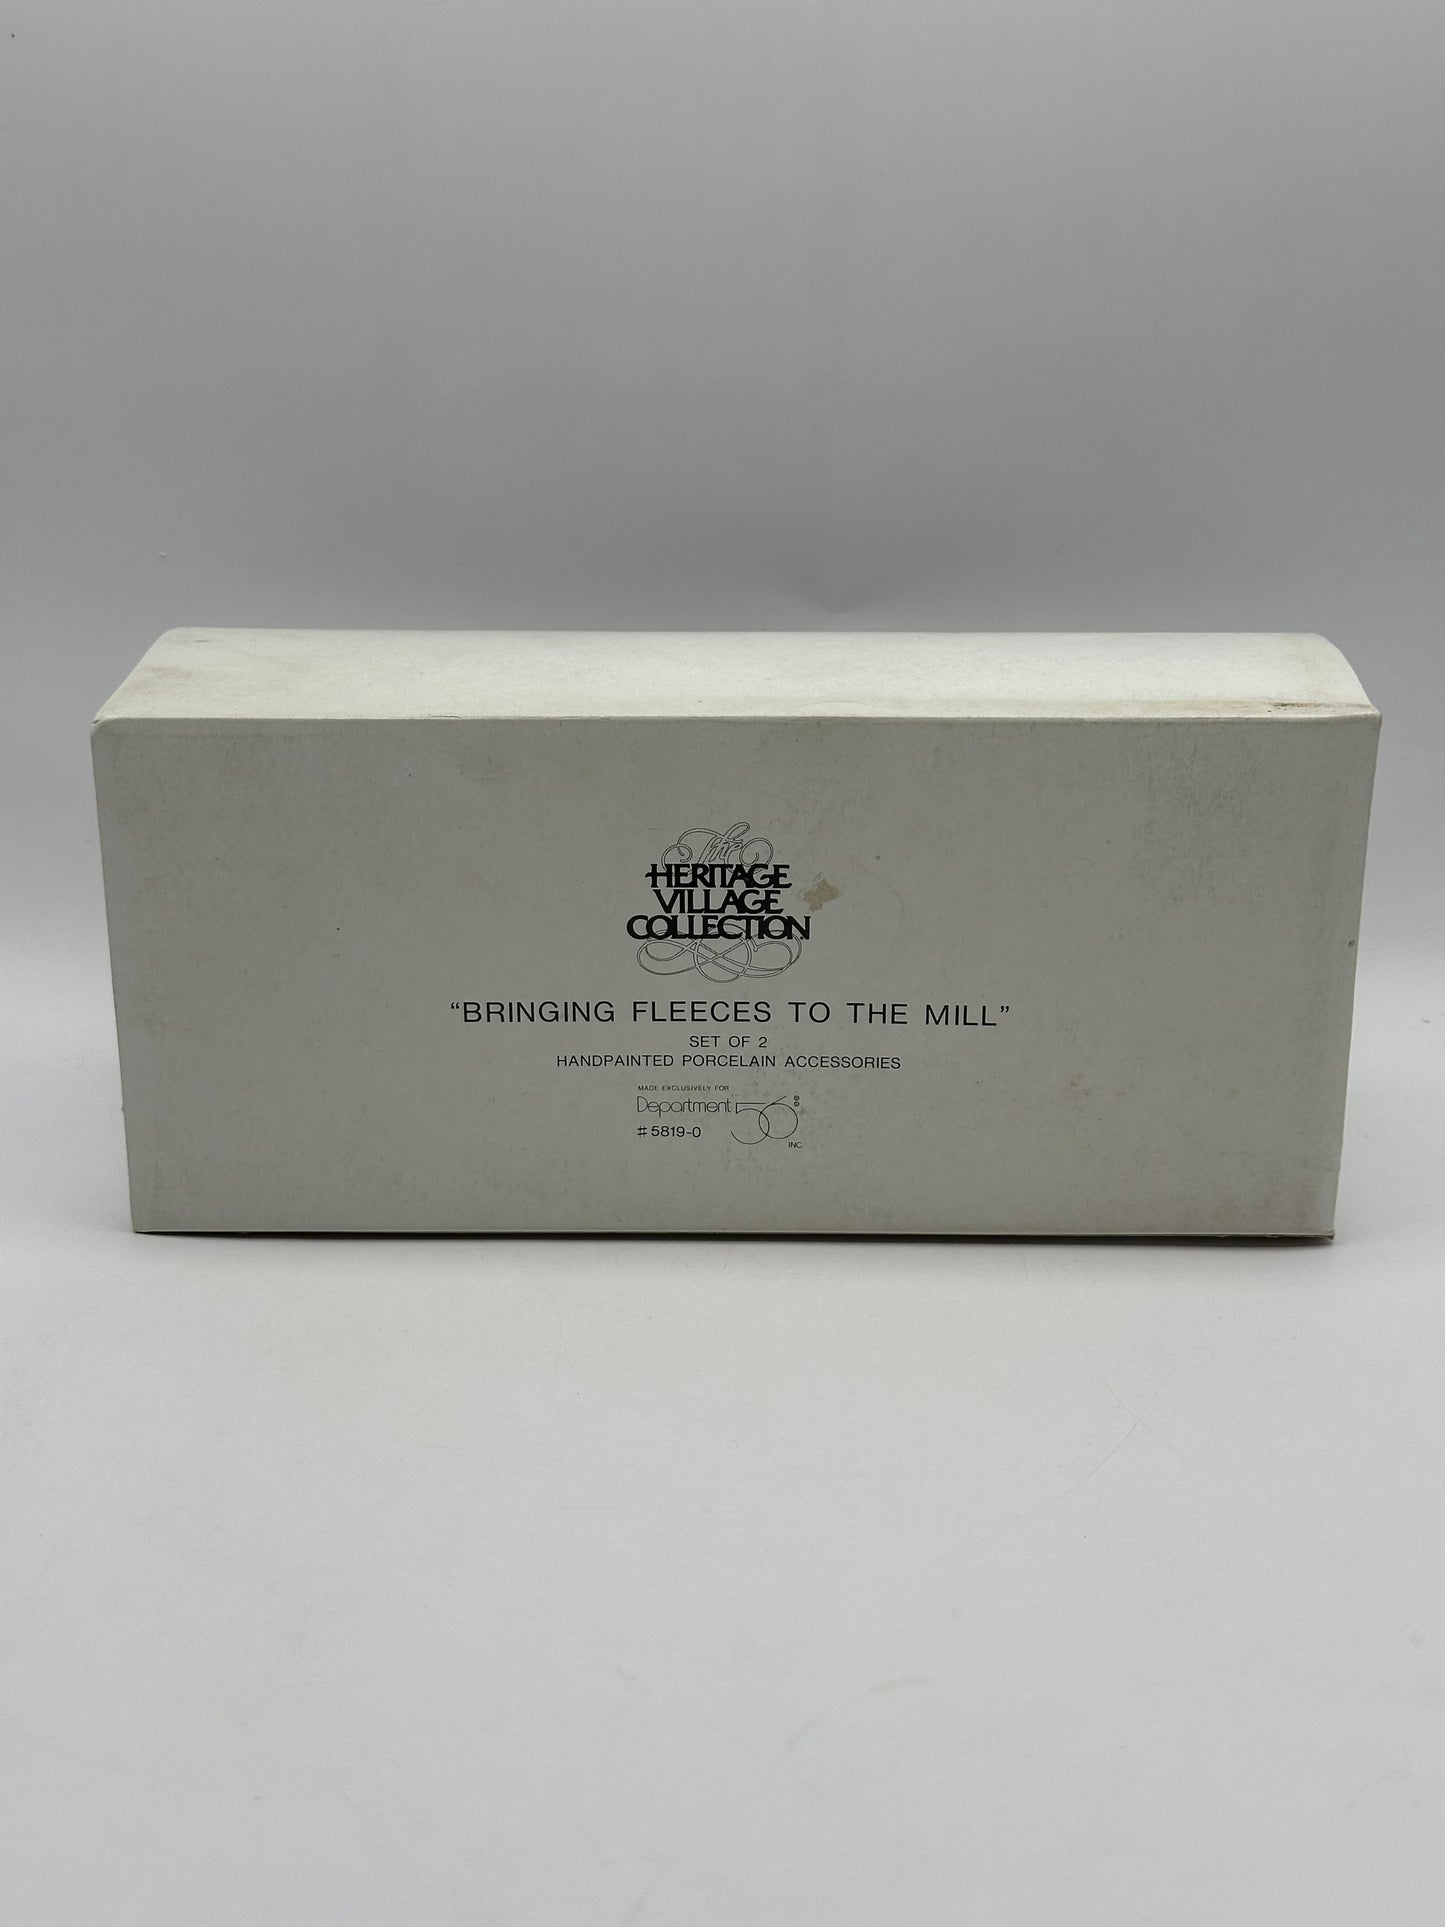 The
HERITAGE
VILLAGE
COLLECTION
“BRINGING FLEECES TO THE MILL”
SET OF 2
HANDPAINTED PORCELAIN ACCESSORIES
MADE EXCLUSIVELY FOR
Department 56
#5819-0
INC